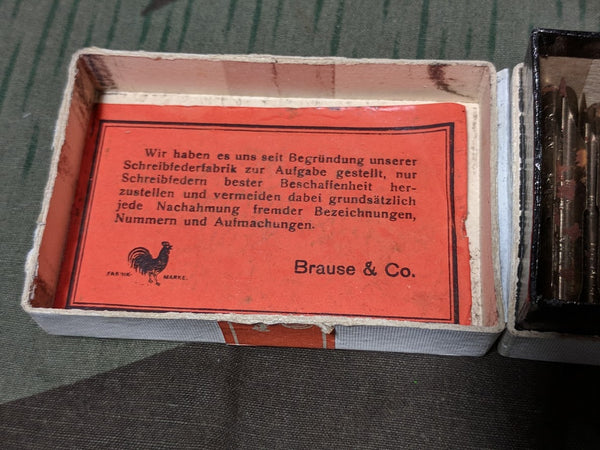 Wir haben es uns seit Begründung unserer
Schreibfederfabrik zur Aufgabe gestellt, nur
Schreibfedern bester Beschaffenheit her-
zustellen und vermeiden dabei grundsätzlich
jede Nachahmung fremder Bezeichnungen,
Nummern und Aufmachungen.
FABRIK MARKE.
Brause & Co.